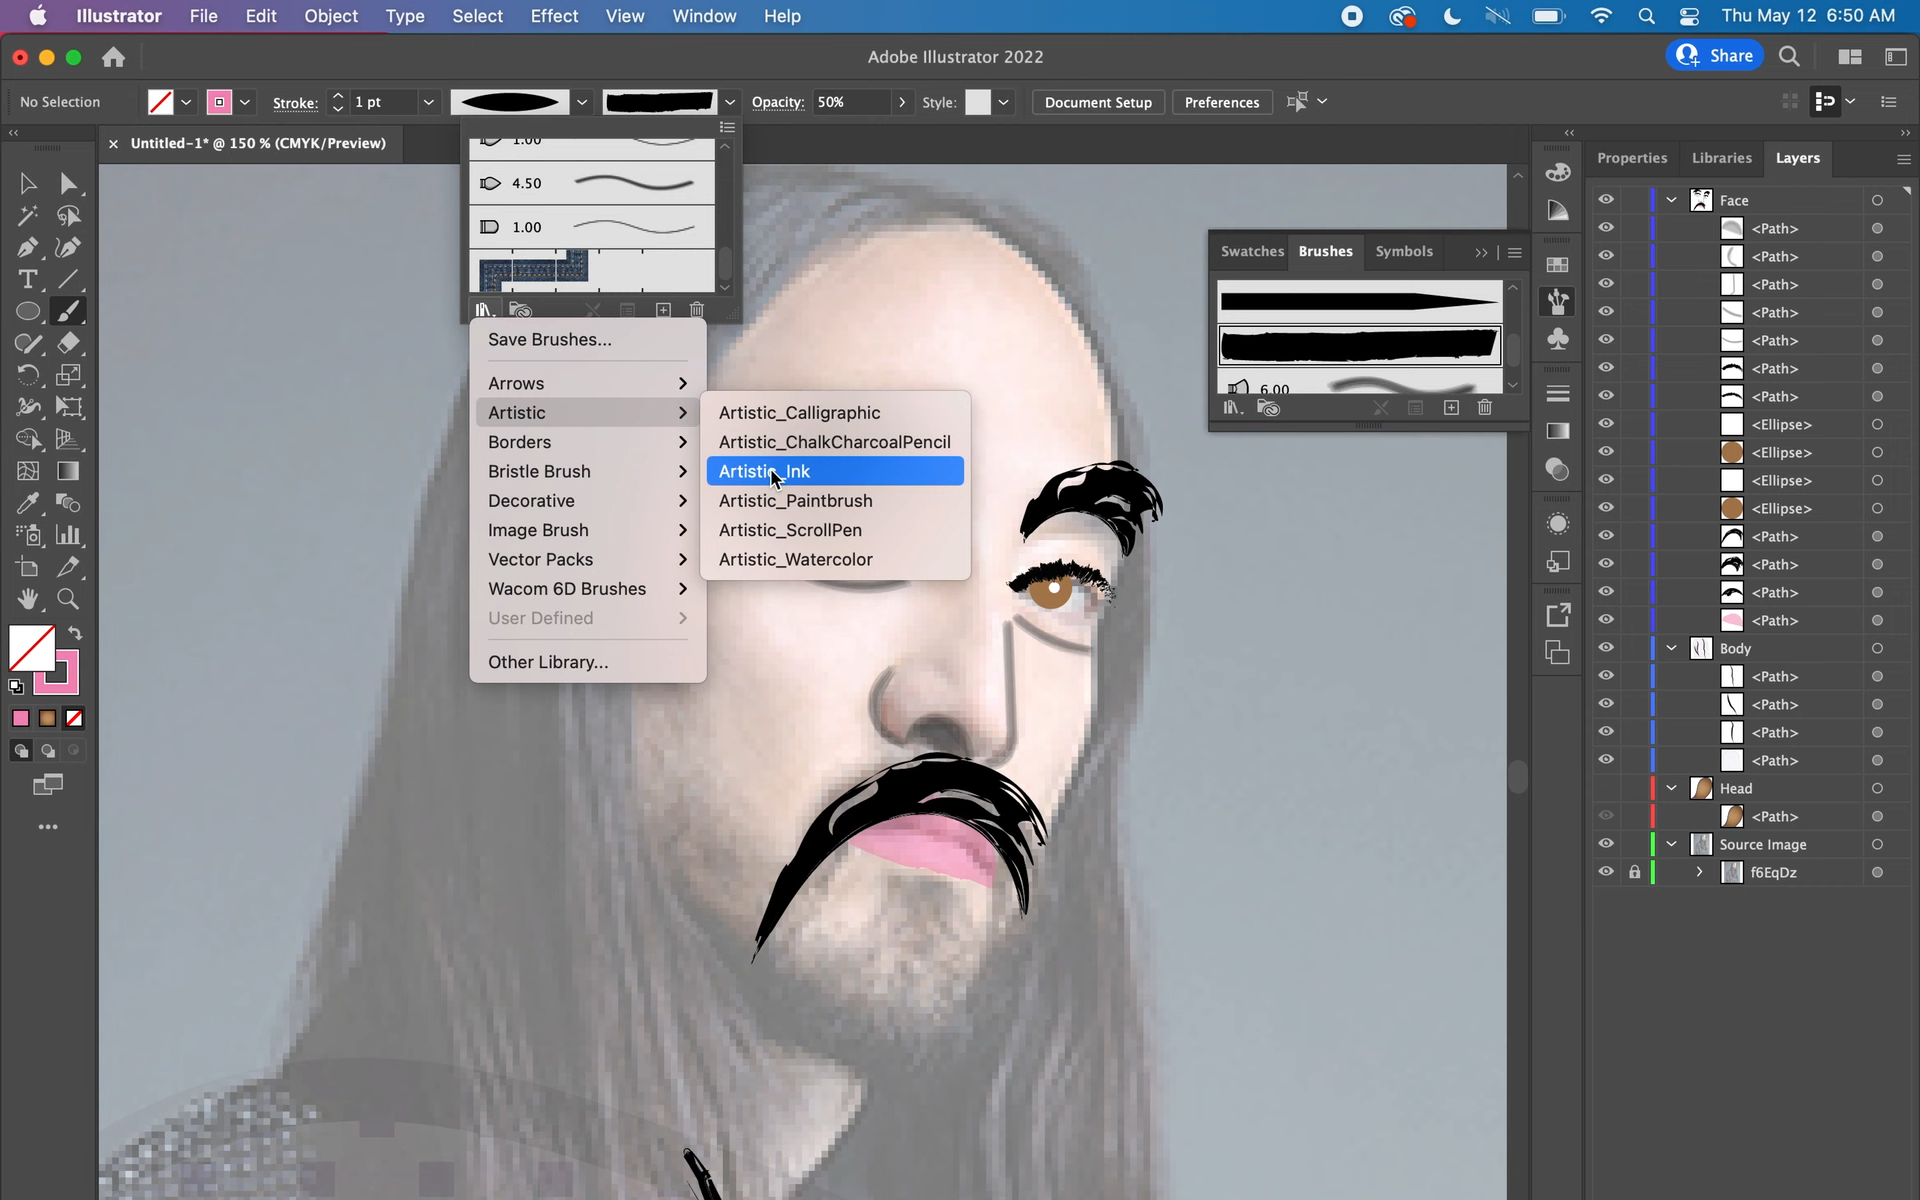 Illustrator File Edit Object Type Select Effect View Window Help Thu May 12 6:50 AM
Adobe Illustrator 2022
Share
No Selection
Stroke: 1 pt
Opacity: 50%
Style:
Document Setup
Preferences
× Untitled-1* @ 150 % (CMYK/Preview)
1.00
4.50
1.00
Save Brushes...
Arrows
Artistic
Borders
Bristle Brush
Decorative
Image Brush
Vector Packs
Wacom 6D Brushes
User Defined
Other Library...
Artistic_Calligraphic
Artistic_ChalkCharcoalPencil
Artistic_Ink
Artistic_Paintbrush
Artistic_ScrollPen
Artistic_Watercolor
Swatches Brushes Symbols
6.00
Properties Libraries Layers
Face
<Path>
<Path>
<Path>
<Path>
<Path>
<Path>
<Path>
<Ellipse>
<Ellipse>
<Ellipse>
<Ellipse>
<Path>
<Path>
<Path>
<Path>
Body
<Path>
<Path>
<Path>
<Path>
Head
<Path>
Source Image
f6EqDz